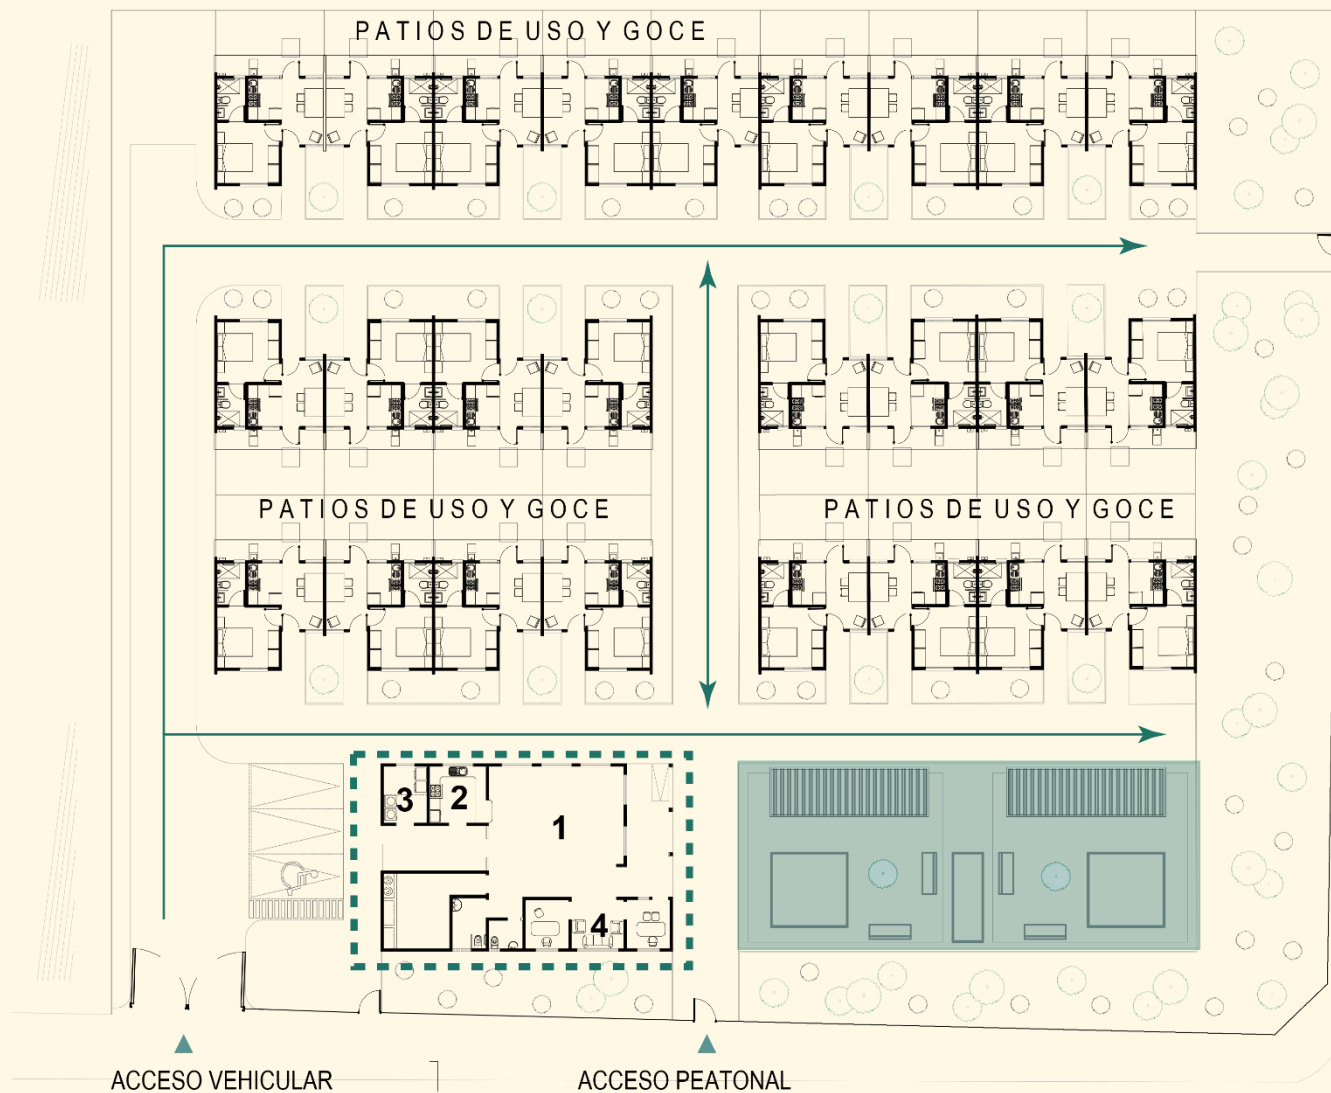 PATIOS DE USO Y GOCE
PATIOS DE USO Y GOCE
PATIOS DE USO Y GOCE
3
2
1
4
ACCESO VEHICULAR
ACCESO PEATONAL